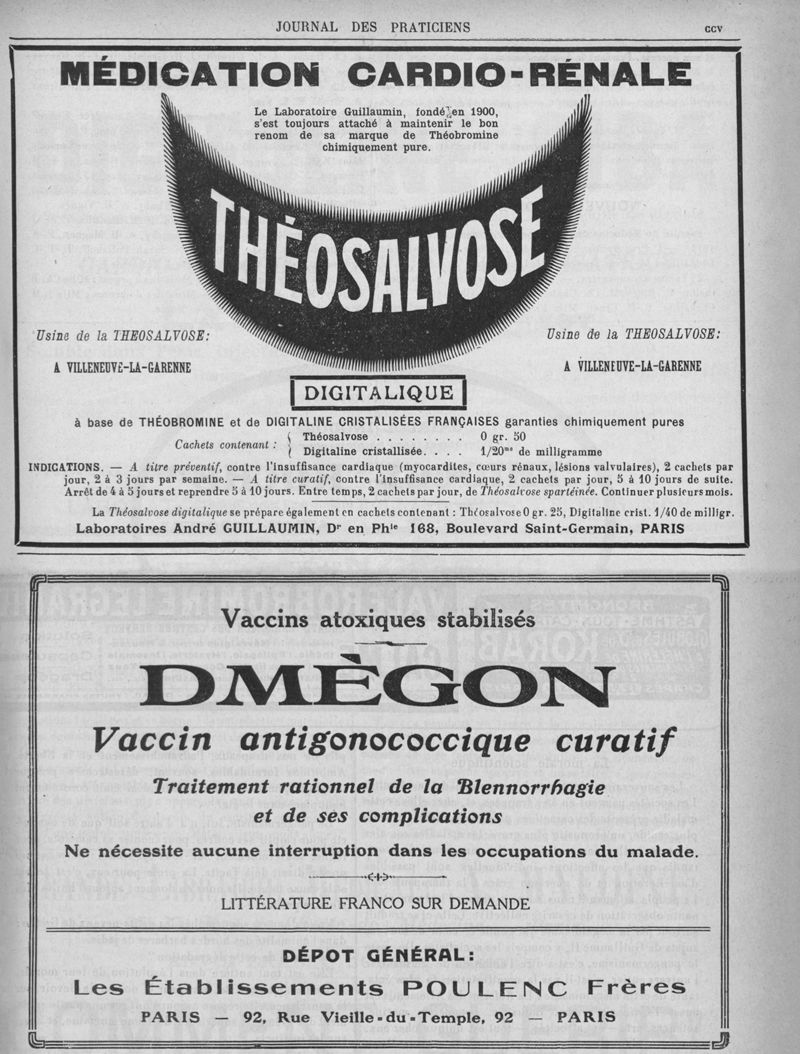 JOURNAL DES PRATICIENS
CCV
MÉDICATION CARDIO-RÉNALE
Le Laboratoire Guillaumin, fondé en 1900,
s'est toujours attaché à maintenir le bon
renom de sa marque de Théobromine
chimiquement pure.
THÉOSALVOSE
Usine de la THEOSALVOSE:
A VILLENEUVE-LA-GARENNE
Usine de la THEOSALVOSE:
A VILLENEUVE-LA-GARENNE
DIGITALIQUE
à base de THÉOBROMINE et de DIGITALINE CRISTALISÉES FRANÇAISES garanties chimiquement pures
Cachets contenant : { Théosalvose . . . . . . . . 0 gr. 50
Digitaline cristallisée. . . . 1/20me de milligramme
INDICATIONS. — A titre préventif, contre l'insuffisance cardiaque (myocardites, cœurs rénaux, lésions valvulaires), 2 cachets par
jour, 2 à 3 jours par semaine. — A titre curatif, contre l'insuffisance cardiaque, 2 cachets par jour, 5 à 10 jours de suite.
Arrêt de 4 à 5 jours et reprendre 5 à 10 jours. Entre temps, 2 cachets par jour, de Théosalvose spartéinée. Continuer plusieurs mois.
La Théosalvose digitalique se prépare également en cachets contenant : Théosalvose 0 gr. 25, Digitaline crist. 1/40 de milligr.
Laboratoires André GUILLAUMIN, Dr en Phie 168, Boulevard Saint-Germain, PARIS
Vaccins atoxiques stabilisés
DMÈGON
Vaccin antigonococcique curatif
Traitement rationnel de la Blennorrhagie
et de ses complications
Ne nécessite aucune interruption dans les occupations du malade.
LITTÉRATURE FRANCO SUR DEMANDE
DÉPOT GÉNÉRAL:
Les Établissements POULENC Frères
PARIS — 92, Rue Vieille-du-Temple, 92 — PARIS